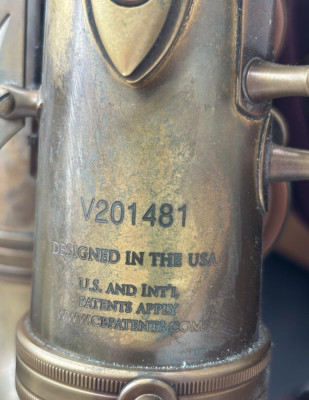 V201481
DESIGNED IN THE USA
U.S. AND INT'L
PATENTS APPLY
WWW.CBPATENTS.COM